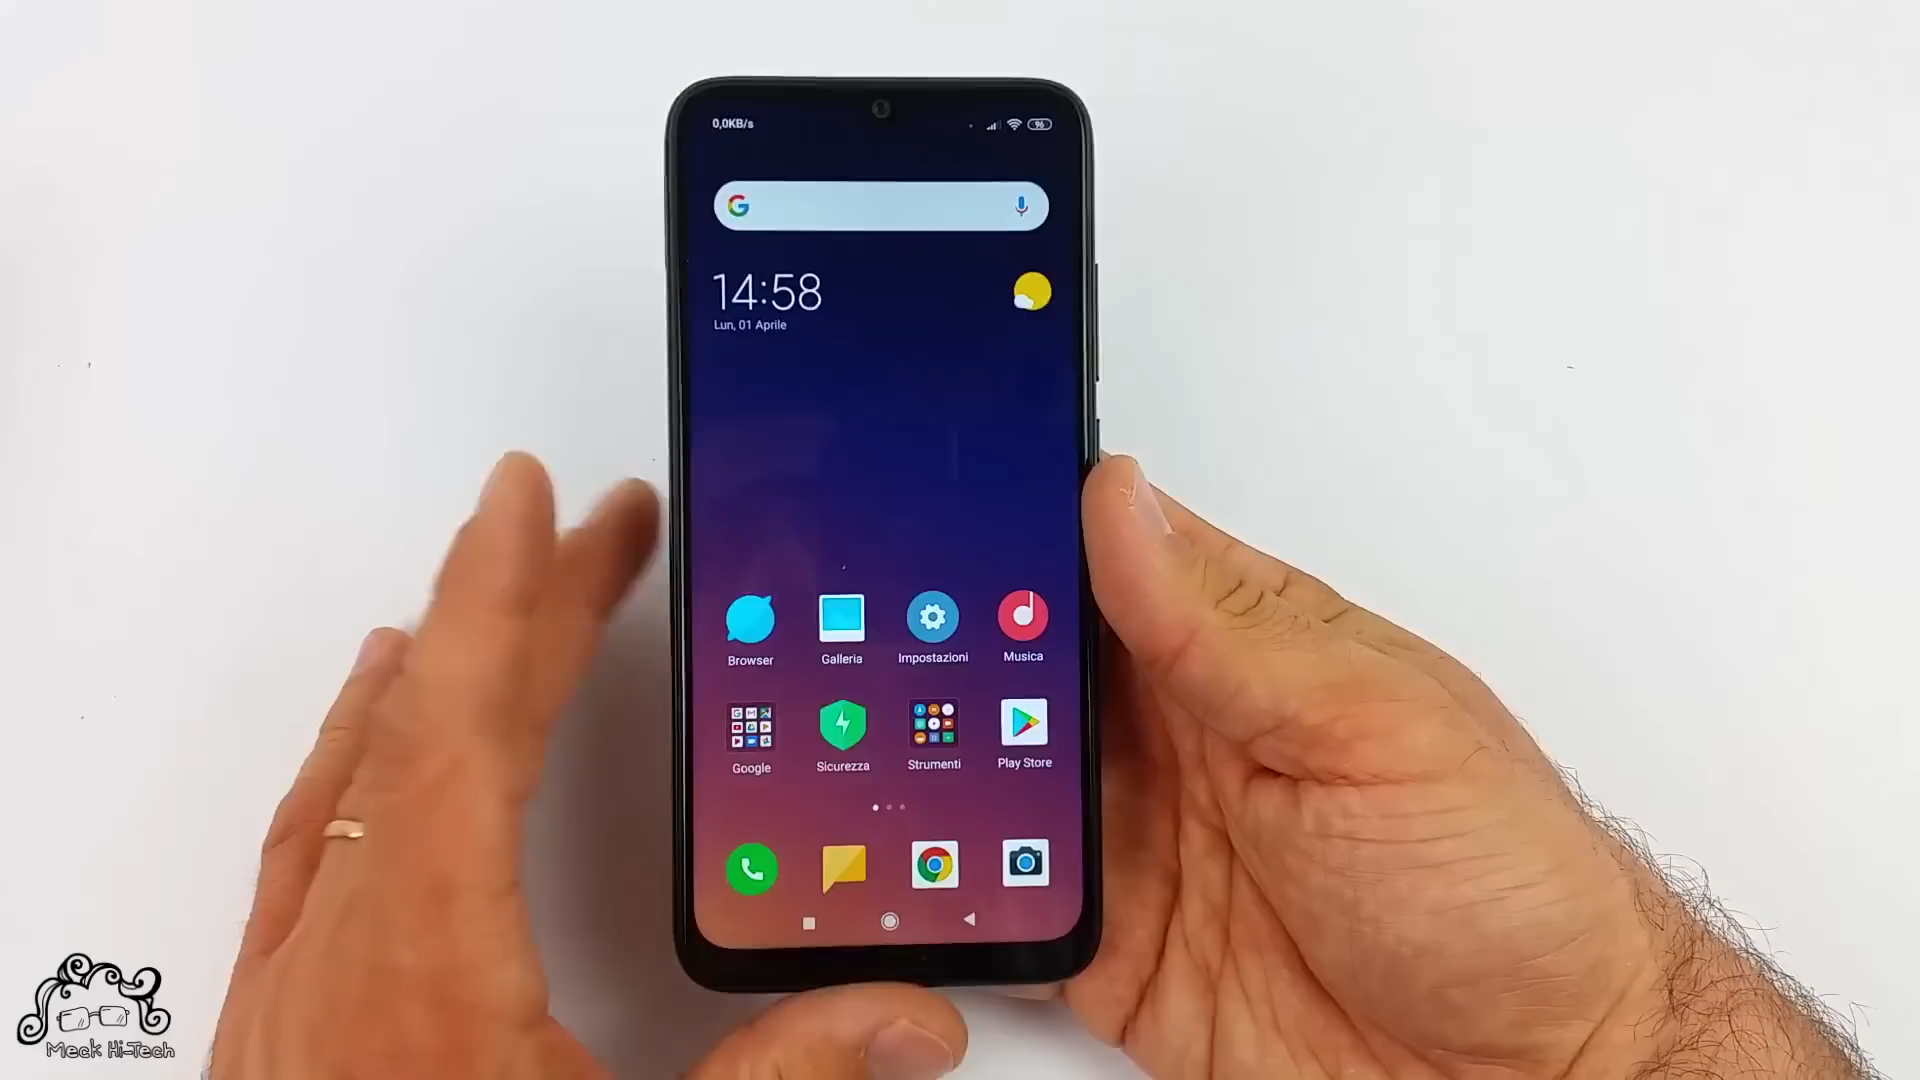 0,0KB/s
96
14:58
Lun, 01 Aprile
Browser
Galleria
Impostazioni
Musica
Google
Sicurezza
Strumenti
Play Store
Meck Hi-Tech